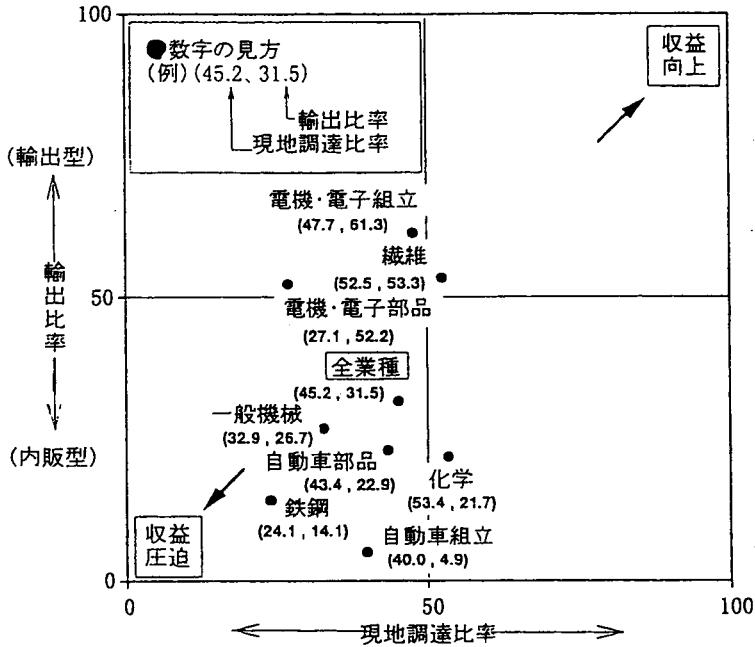 100
●数字の見方
(例)(45.2、31.5)
輸出比率
現地調達比率
収益
向上
(輸出型)
電機・電子組立
(47.7 , 61.3)
繊維
(52.5 , 53.3)
輸出比率
50
電機・電子部品
(27.1 , 52.2)
全業種
(45.2 , 31.5)
一般機械
(32.9 , 26.7)
(内販型)
自動車部品
(43.4 , 22.9)
化学
(53.4 , 21.7)
鉄鋼
(24.1 , 14.1)
収益
圧迫
自動車組立
(40.0 , 4.9)
0
0
50
100
現地調達比率